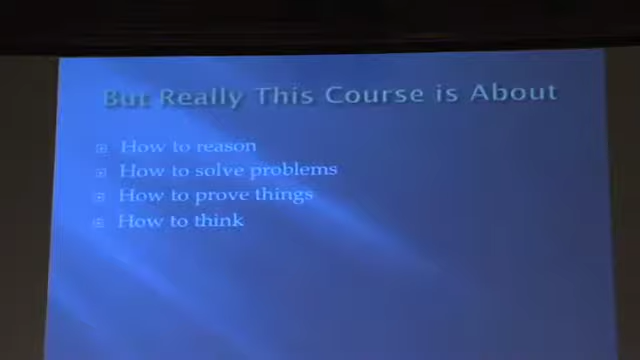 But Really This Course is About
How to reason
How to solve problems
How to prove things
How to think